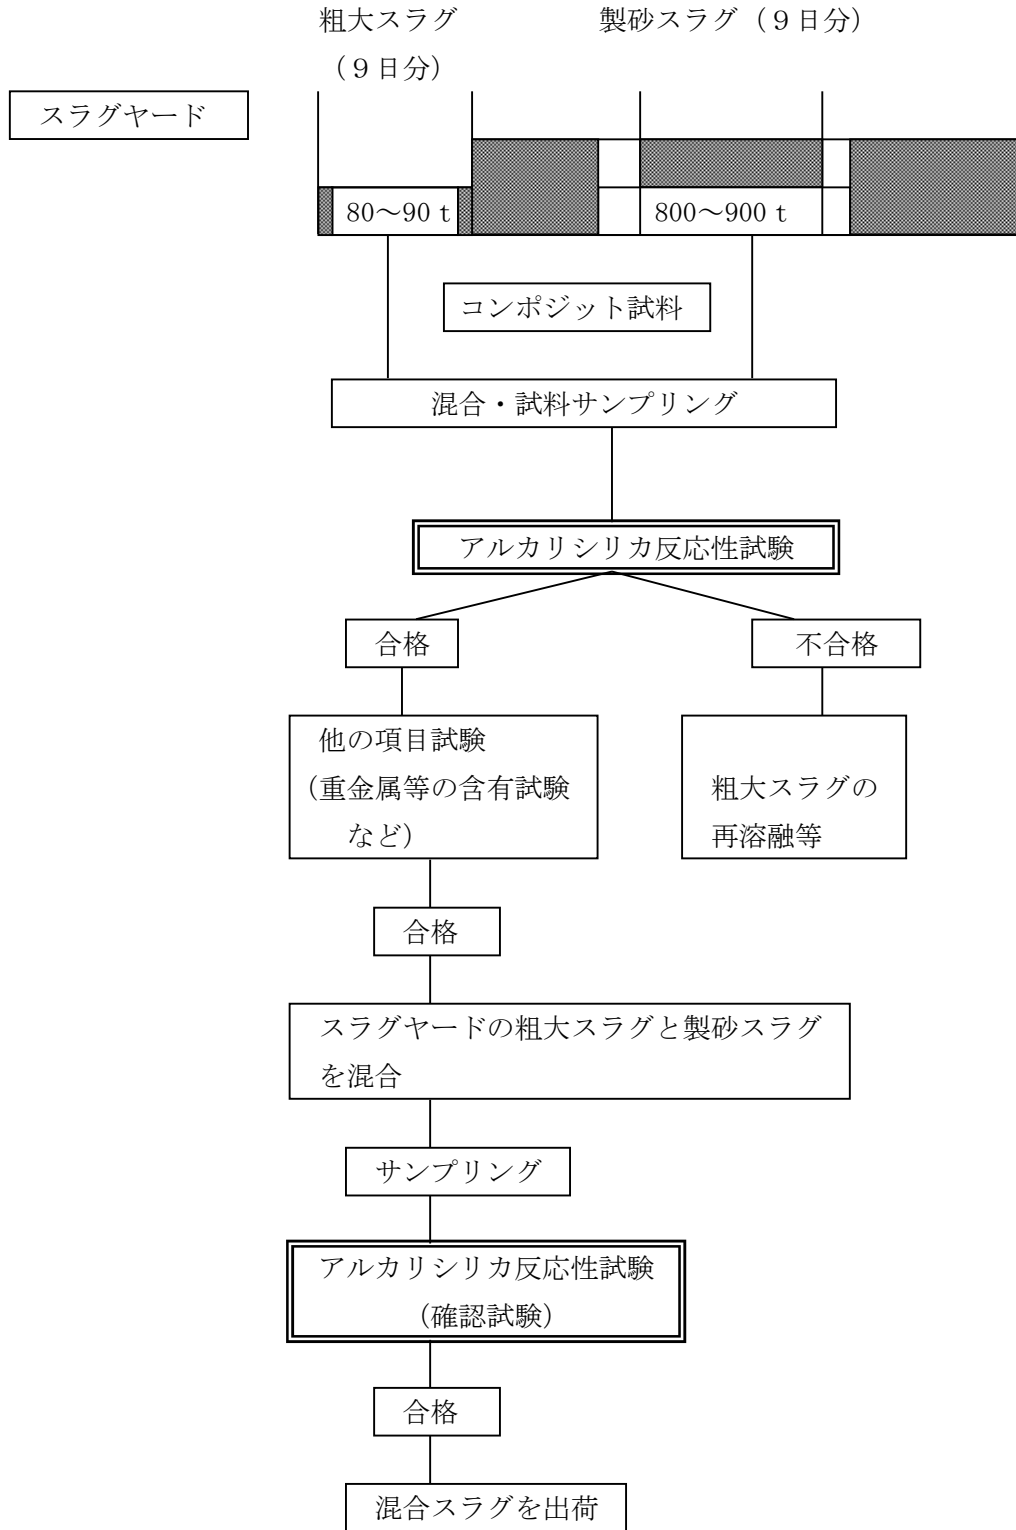 粗大スラグ
(９日分)
製砂スラグ(９日分)
スラグヤード
80～90 t
800～900 t
コンポジット試料
混合・試料サンプリング
アルカリシリカ反応性試験
合格
不合格
他の項目試験
(重金属等の含有試験
など)
粗大スラグの
再溶融等
合格
スラグヤードの粗大スラグと製砂スラグ
を混合
サンプリング
アルカリシリカ反応性試験
(確認試験)
合格
混合スラグを出荷